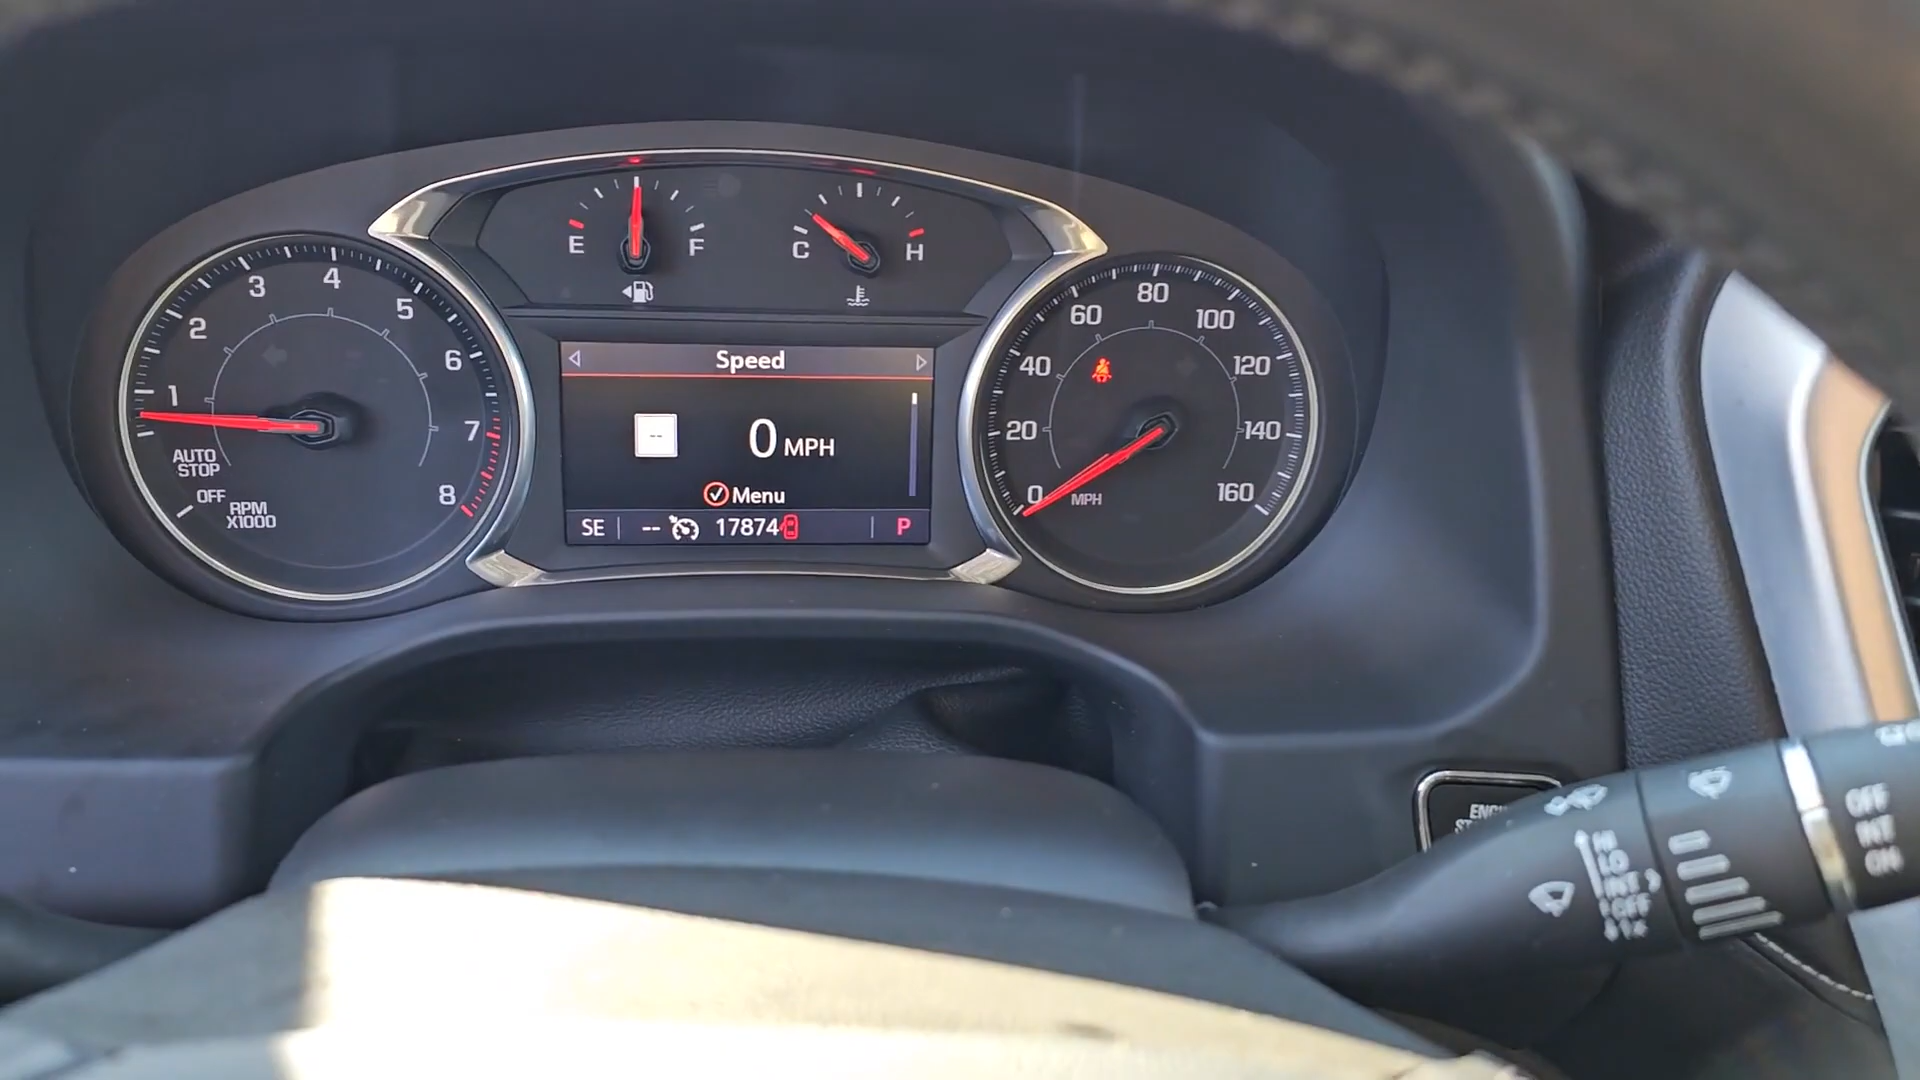 E F
C H
1 2 3 4 5 6 7 8
AUTO
STOP
OFF
RPM
X1000
Speed
--
0 MPH
Menu
SE -- 17874 P
0 20 40 60 80 100 120 140 160
MPH
HI
LO
INT
OFF
1X
OFF
INT
ON